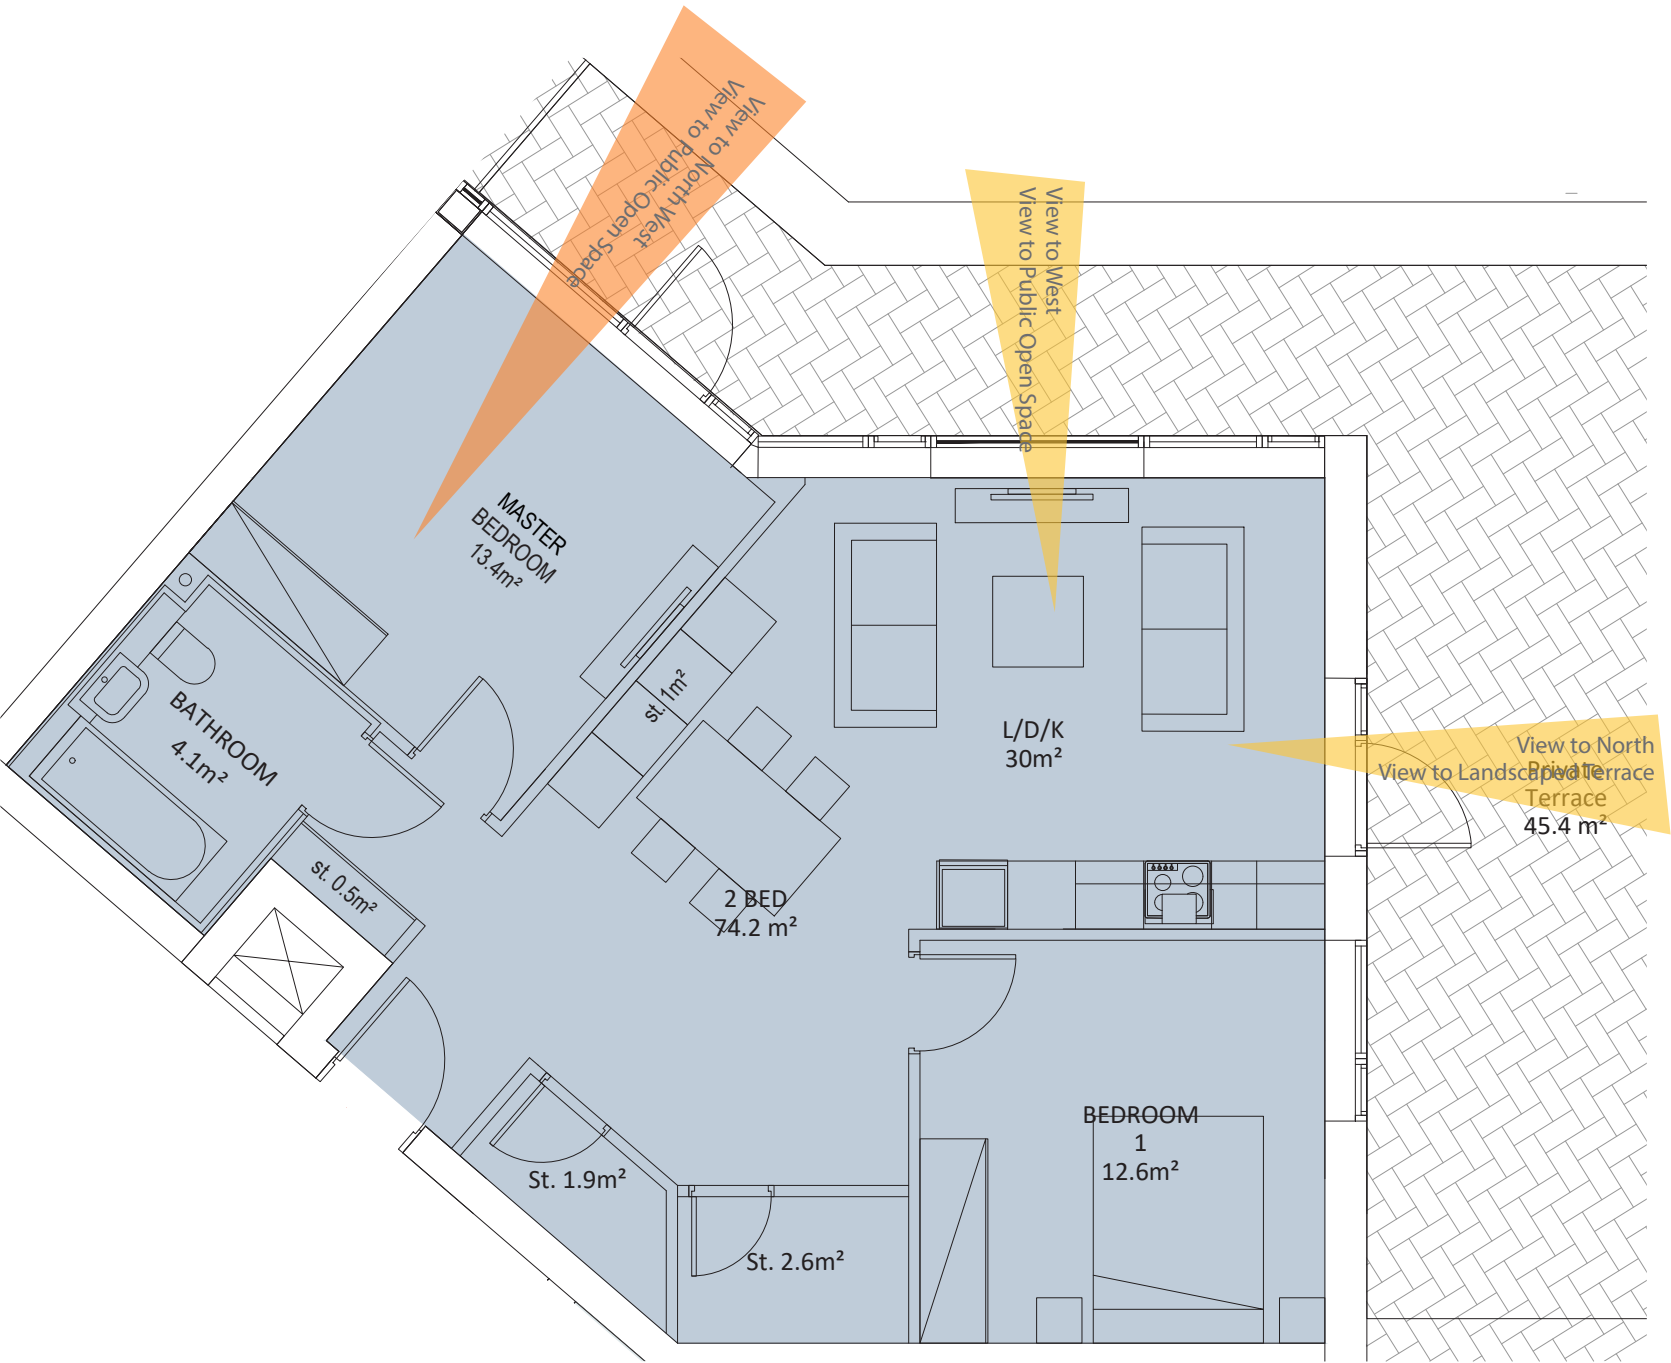 View to North West
View to Public Open Space
View to West
View to Public Open Space
MASTER
BEDROOM
13.4m²
BATHROOM
4.1m²
st. 1m²
L/D/K
30m²
View to North
View to Landscaped Terrace
Private
Terrace
45.4 m²
st. 0.5m²
2 BED
74.2 m²
BEDROOM
1
12.6m²
St. 1.9m²
St. 2.6m²